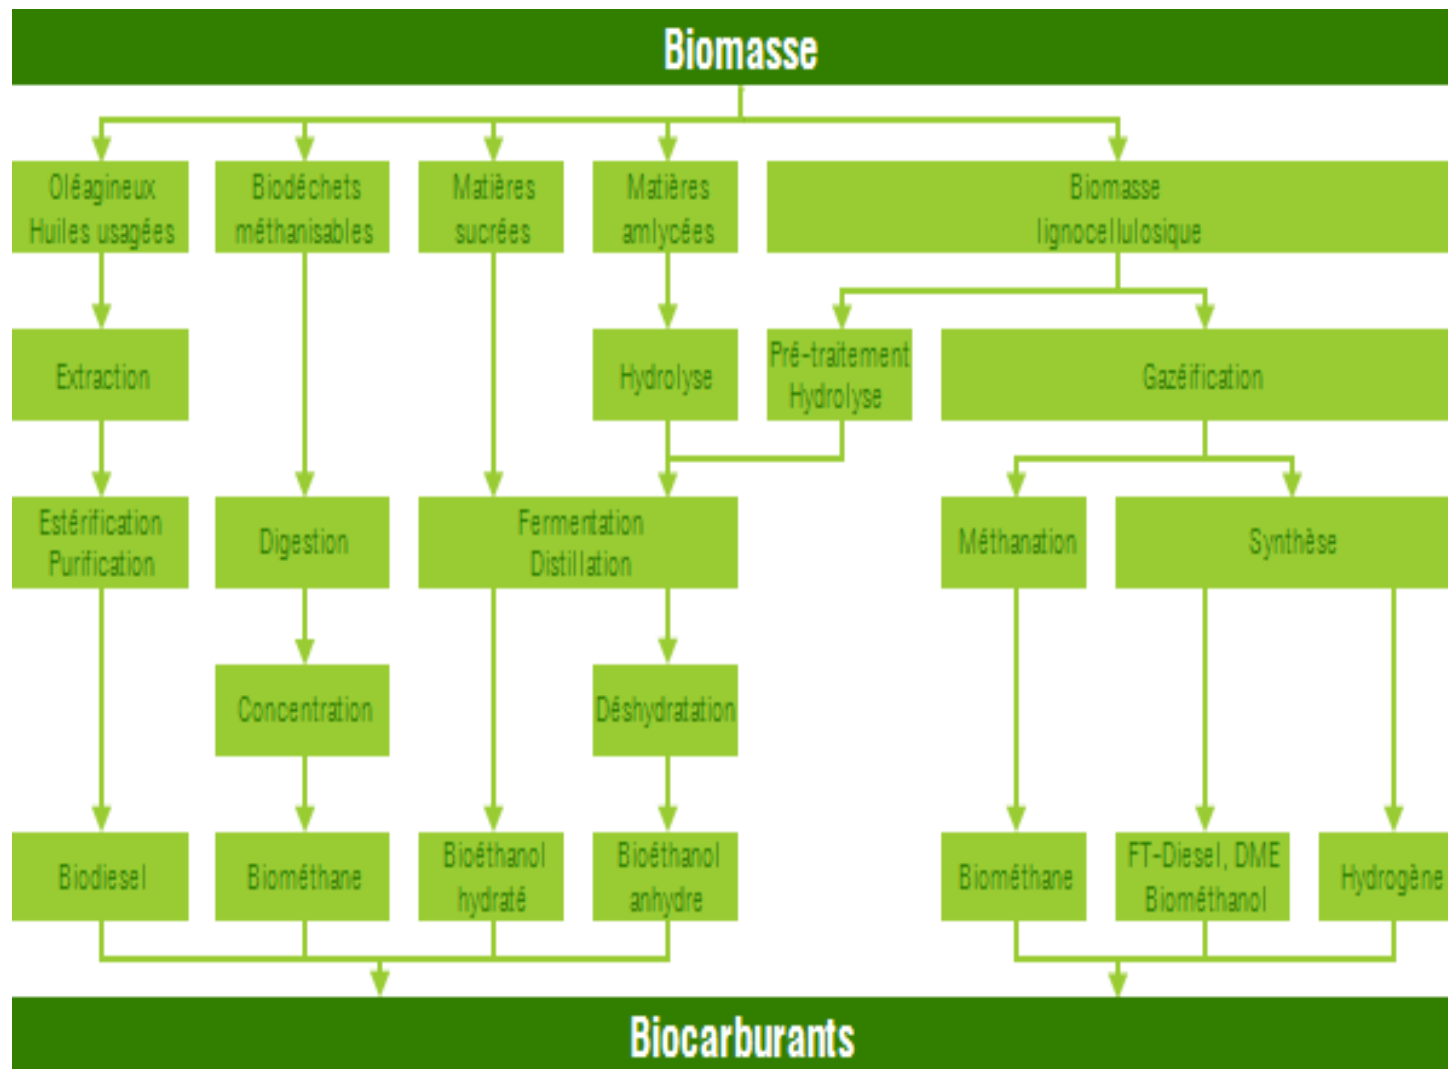 Biomasse
Oléagineux
Huiles usagées
Biodéchets
méthanisables
Matières
sucrées
Matières
amlycées
Biomasse
lignocellulosique
Extraction
Hydrolyse
Pré-traitement
Hydrolyse
Gazéification
Estérification
Purification
Digestion
Fermentation
Distillation
Méthanation
Synthèse
Concentration
Déshydratation
Biodiesel
Biométhane
Bioéthanol
hydraté
Bioéthanol
anhydre
Biométhane
FT-Diesel, DME
Biométhanol
Hydrogène
Biocarburants